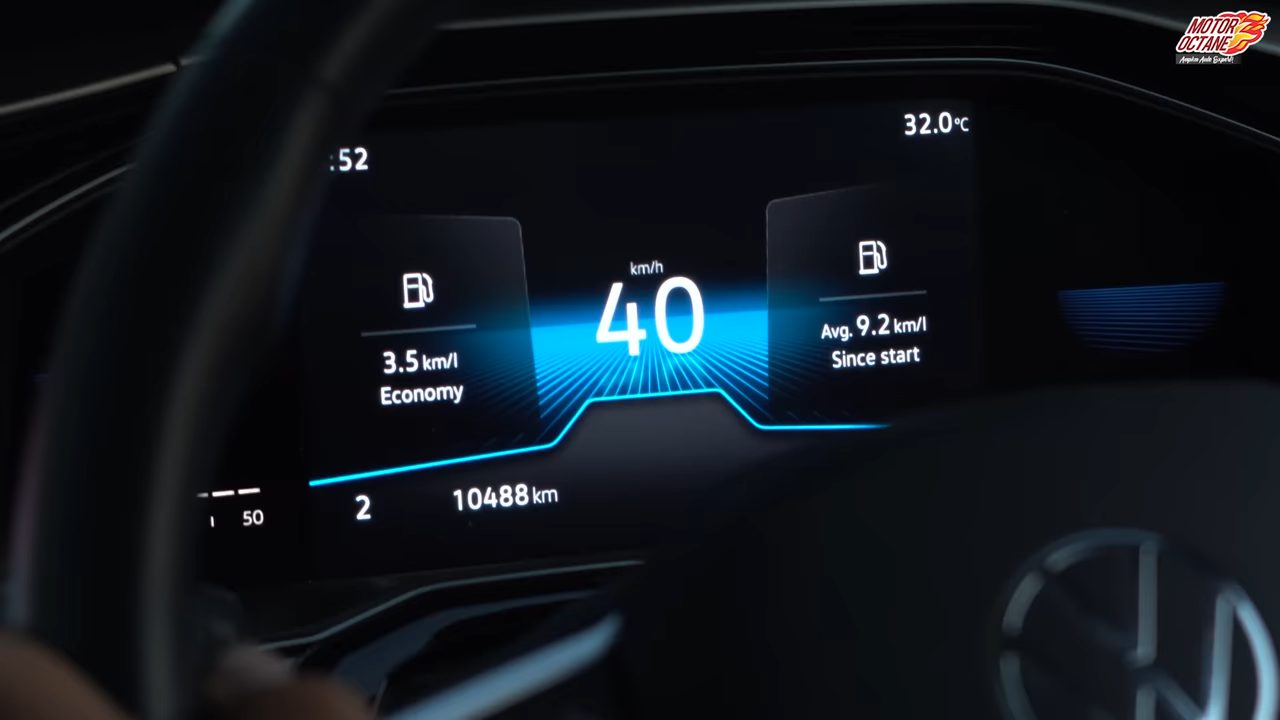 MOTOR
OCTANE
:52
32.0°C
km/h
40
3.5 km/l
Economy
Avg. 9.2 km/l
Since start
50
2
10488 km